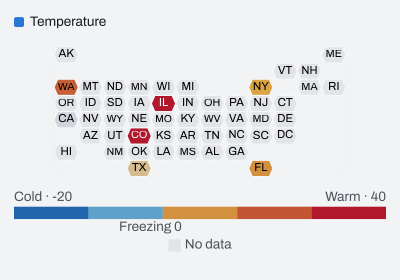 Temperature
AK ME
VT NH
WA MT ND MN WI MI NY MA RI
OR ID SD IA IL IN OH PA NJ CT
CA NV WY NE MO KY WV VA MD DE
AZ UT CO KS AR TN NC SC DC
HI NM OK LA MS AL GA
TX FL
Cold · -20 Warm · 40
Freezing 0
No data